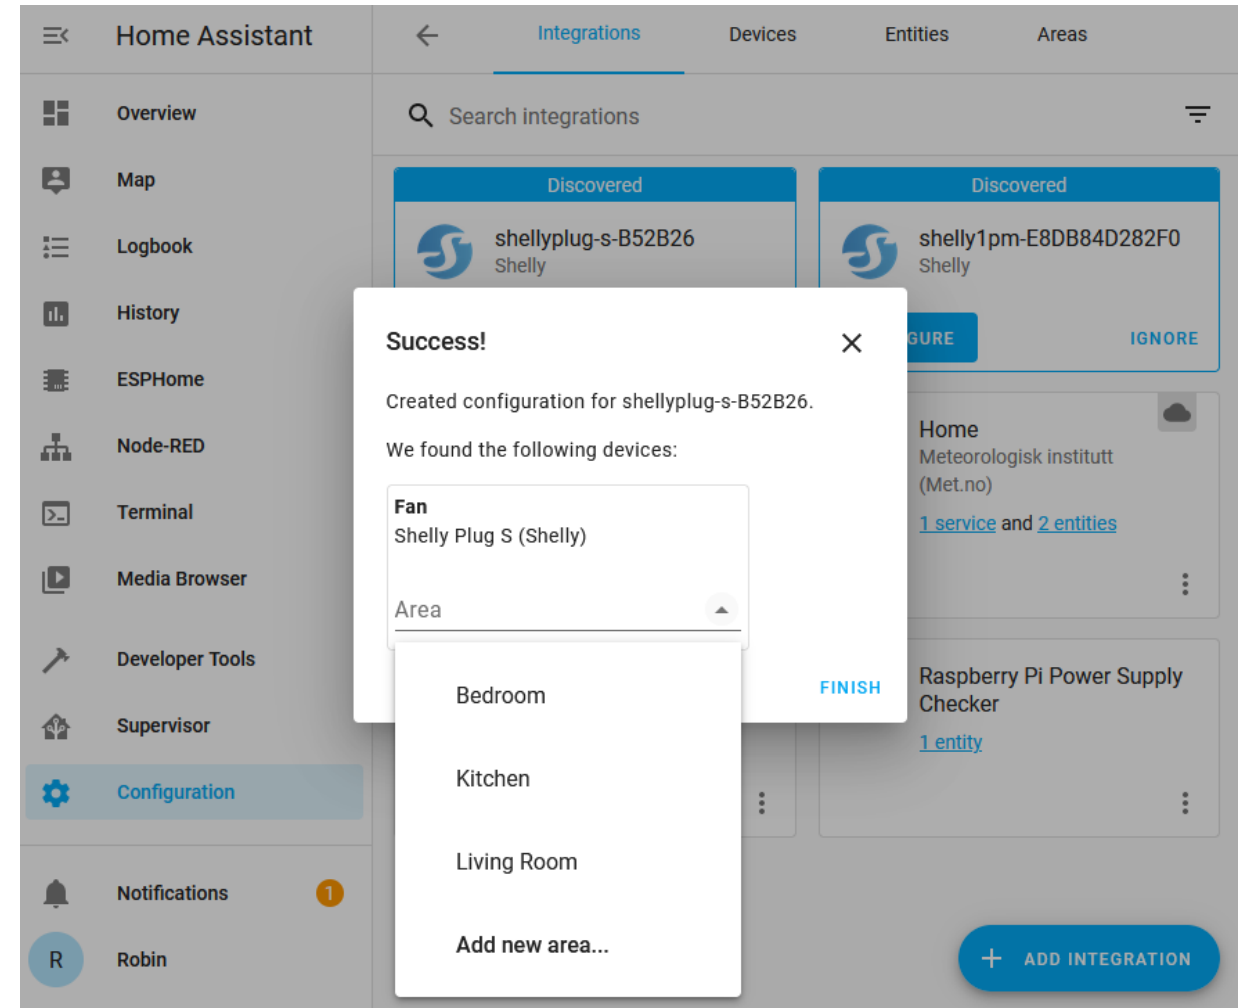 Home Assistant
Integrations
Devices
Entities
Areas
Overview
Map
Logbook
History
ESPHome
Node-RED
Terminal
Media Browser
Developer Tools
Supervisor
Configuration
Notifications
1
R
Robin
Search integrations
Discovered
shellyplug-s-B52B26
Shelly
Discovered
shelly1pm-E8DB84D282F0
Shelly
GURE
IGNORE
Success!
Created configuration for shellyplug-s-B52B26.
We found the following devices:
Fan
Shelly Plug S (Shelly)
Area
Bedroom
Kitchen
Living Room
Add new area...
FINISH
Home
Meteorologisk institutt
(Met.no)
1 service and 2 entities
Raspberry Pi Power Supply
Checker
1 entity
ADD INTEGRATION